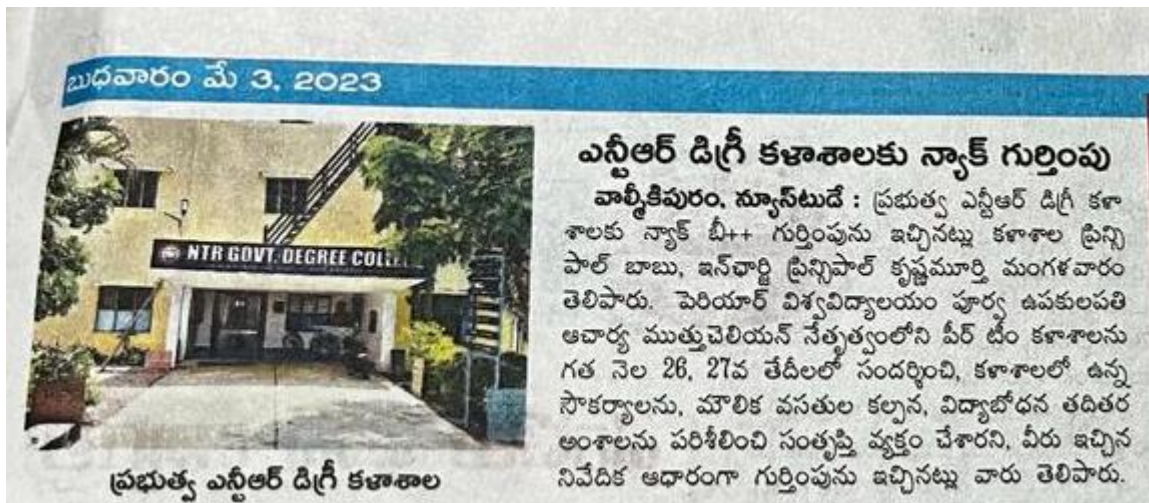 బుధవారం మే 3, 2023
NTR GOVT. DEGREE COLLE
ప్రభుత్వ ఎన్టీఆర్ డిగ్రీ కళాశాల
ఎన్టీఆర్ డిగ్రీ కళాశాలకు న్యాక్ గుర్తింపు
వాల్మీకిపురం, న్యూస్‌టుడే : ప్రభుత్వ ఎన్టీఆర్ డిగ్రీ కళా
శాలకు న్యాక్ బీ++ గుర్తింపును ఇచ్చినట్లు కళాశాల ప్రిన్సి
పాల్ బాబు, ఇన్‌ఛార్జి ప్రిన్సిపాల్ కృష్ణమూర్తి మంగళవారం
తెలిపారు. పెరియార్ విశ్వవిద్యాలయం పూర్వ ఉపకులపతి
ఆచార్య ముత్తుచెలియన్ నేతృత్వంలోని పీర్ టీం కళాశాలను
గత నెల 26, 27వ తేదీలలో సందర్శించి, కళాశాలలో ఉన్న
సౌకర్యాలను, మౌలిక వసతుల కల్పన, విద్యాబోధన తదితర
అంశాలను పరిశీలించి సంతృప్తి వ్యక్తం చేశారని, వీరు ఇచ్చిన
నివేదిక ఆధారంగా గుర్తింపును ఇచ్చినట్లు వారు తెలిపారు.